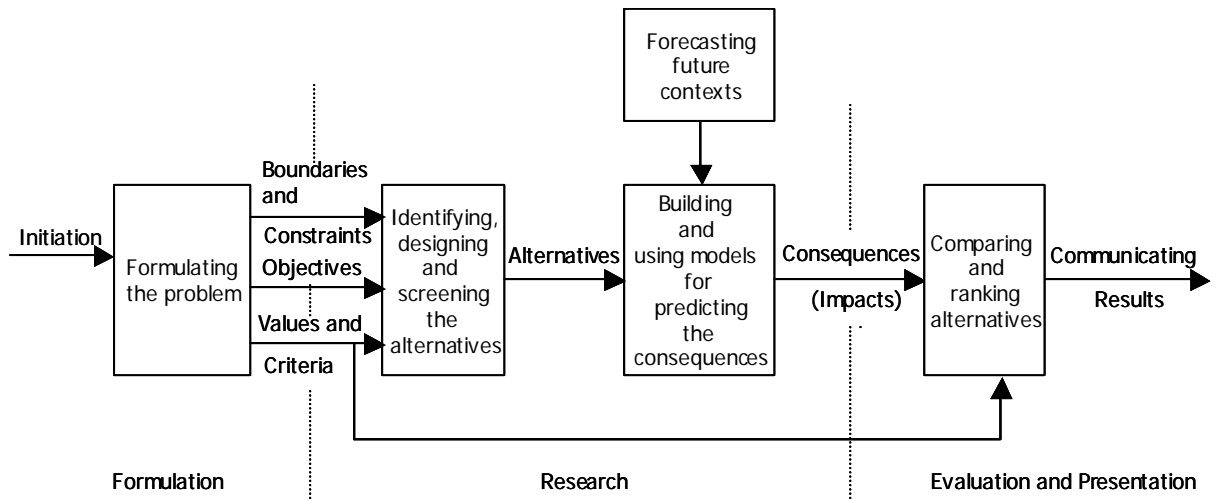 Forecasting
future
contexts
Initiation
Formulating
the problem
Boundaries
and
Constraints
Objectives
Values and
Criteria
Identifying,
designing
and
screening
the
alternatives
Alternatives
Building
and
using models
for
predicting
the
consequences
Consequences
(Impacts)
Comparing
and
ranking
alternatives
Communicating
Results
Formulation
Research
Evaluation and Presentation